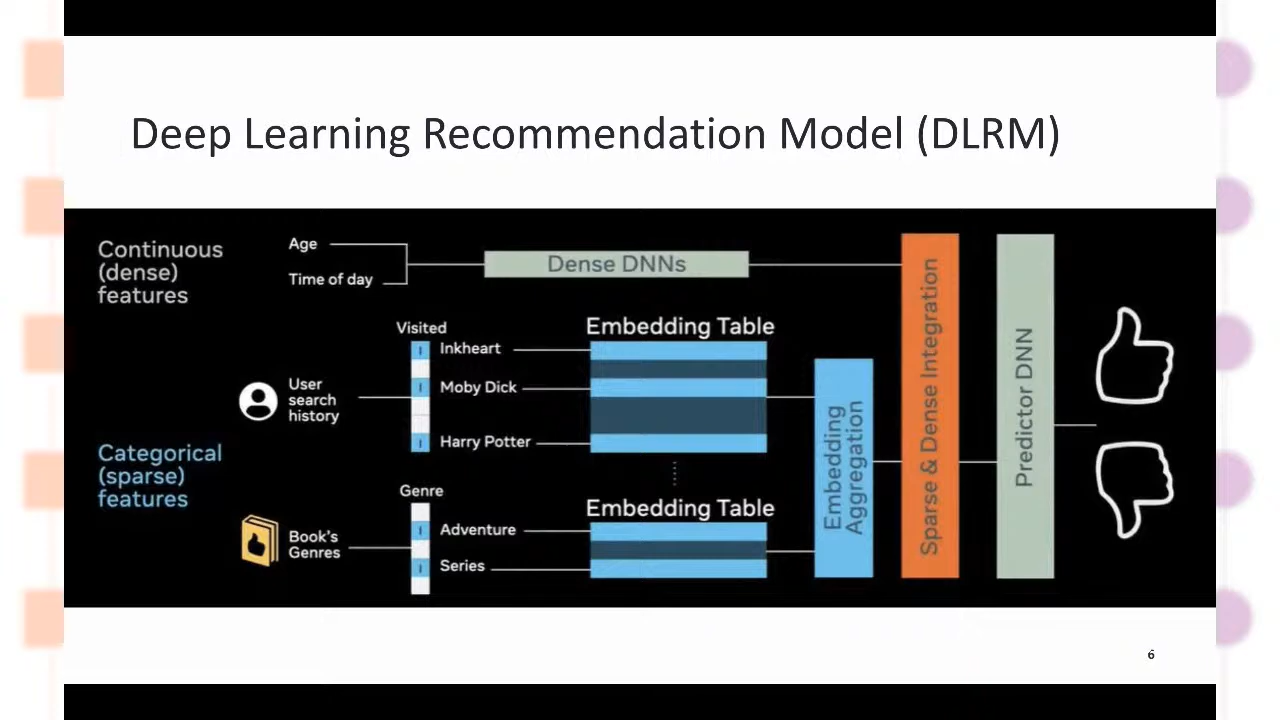 Deep Learning Recommendation Model (DLRM)
Continuous
(dense)
features
Age
Time of day
Dense DNNs
Visited
Inkheart
Moby Dick
Harry Potter
Embedding Table
User
search
history
Categorical
(sparse)
features
Genre
Adventure
Series
Embedding Table
Book's
Genres
Embedding
Aggregation
Sparse & Dense Integration
Predictor DNN
6